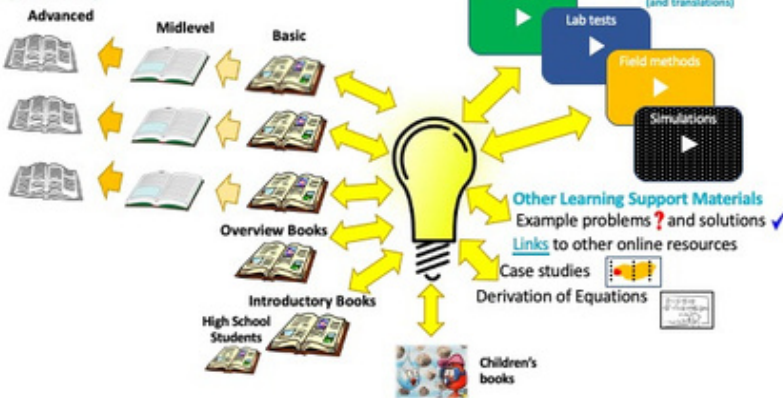 Advanced
Midlevel
Basic
(and translations)
Lab tests
Field methods
Simulations
Other Learning Support Materials
Example problems ? and solutions ✓
Links to other online resources
Case studies
Derivation of Equations
Overview Books
Introductory Books
High School
Students
Children's
books